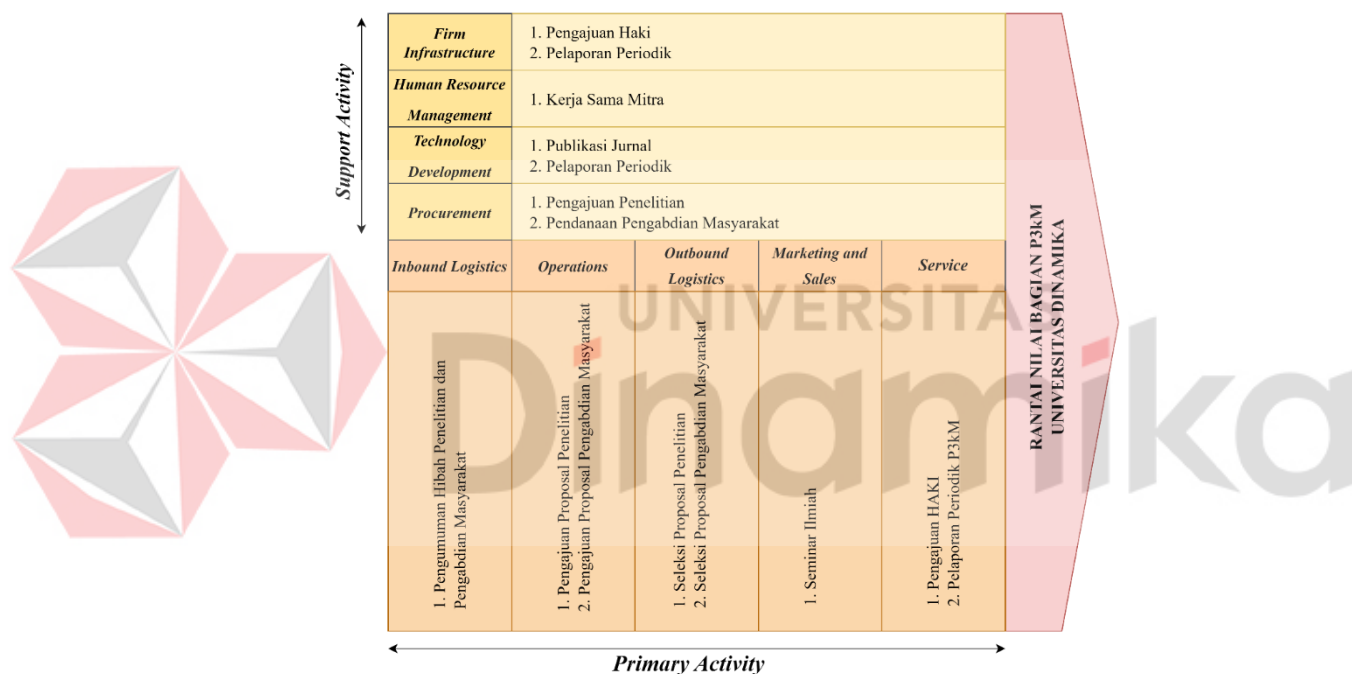 Support Activity
Firm
Infrastructure
1. Pengajuan Haki
2. Pelaporan Periodik
Human Resource
Management
1. Kerja Sama Mitra
Technology
Development
1. Publikasi Jurnal
2. Pelaporan Periodik
Procurement
1. Pengajuan Penelitian
2. Pendanaan Pengabdian Masyarakat
Inbound Logistics
Operations
Outbound
Logistics
Marketing and
Sales
Service
1. Pengumuman Hibah Penelitian dan
Pengabdian Masyarakat
1. Pengajuan Proposal Penelitian
2. Pengajuan Proposal Pengabdian Masyarakat
1. Seleksi Proposal Penelitian
2. Seleksi Proposal Pengabdian Masyarakat
1. Seminar Ilmiah
1. Pengajuan HAKI
2. Pelaporan Periodik P3kM
RANTAI NILAI BAGIAN P3kM
UNIVERSITAS DINAMIKA
Primary Activity
UNIVERSITAS
Dinamika